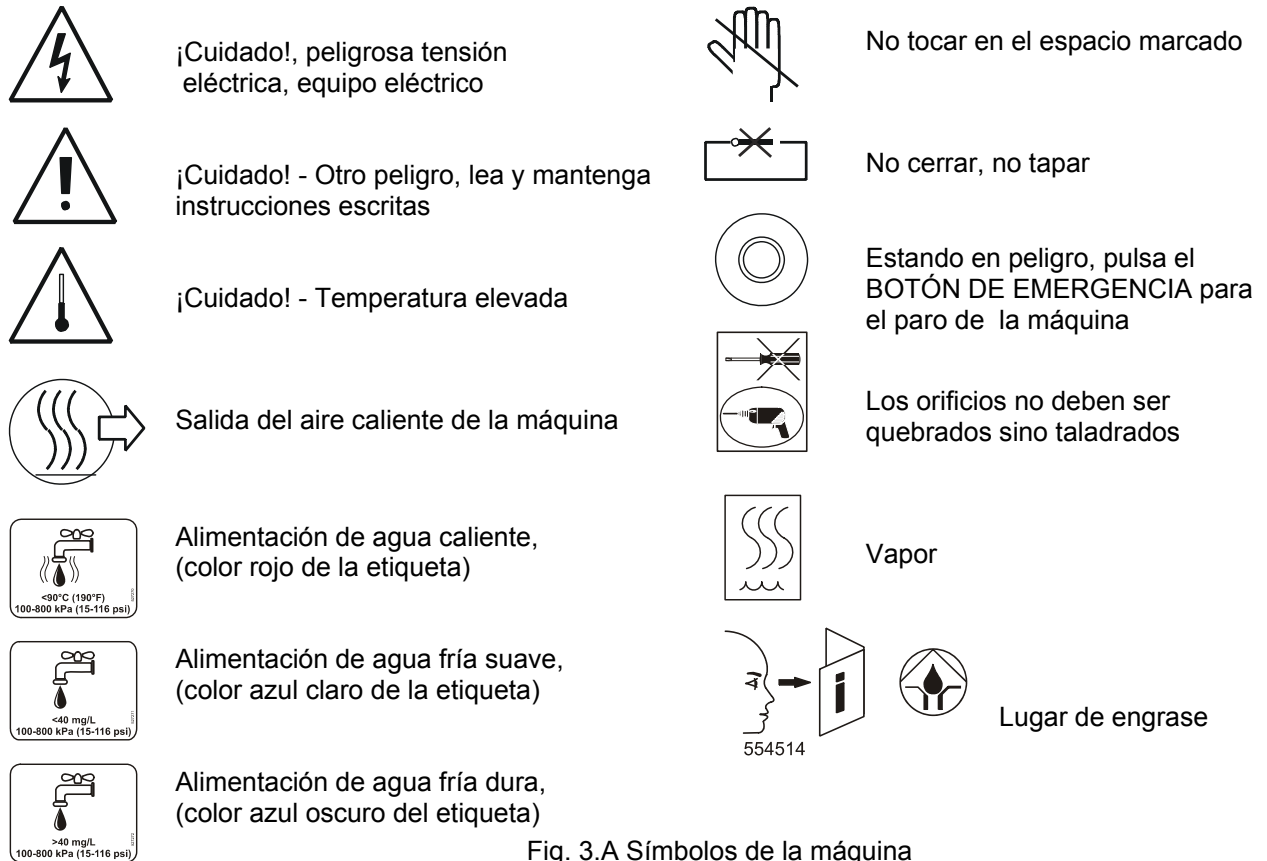 ¡Cuidado!, peligrosa tensión
eléctrica, equipo eléctrico
¡Cuidado! - Otro peligro, lea y mantenga
instrucciones escritas
¡Cuidado! - Temperatura elevada
Salida del aire caliente de la máquina
<90°C (190°F)
100-800 kPa (15-116 psi)
Alimentación de agua caliente,
(color rojo de la etiqueta)
<40 mg/L
100-800 kPa (15-116 psi)
Alimentación de agua fría suave,
(color azul claro de la etiqueta)
>40 mg/L
100-800 kPa (15-116 psi)
Alimentación de agua fría dura,
(color azul oscuro del etiqueta)
No tocar en el espacio marcado
No cerrar, no tapar
Estando en peligro, pulsa el
BOTÓN DE EMERGENCIA para
el paro de la máquina
Los orificios no deben ser
quebrados sino taladrados
Vapor
i
554514
Lugar de engrase
Fig. 3.A Símbolos de la máquina